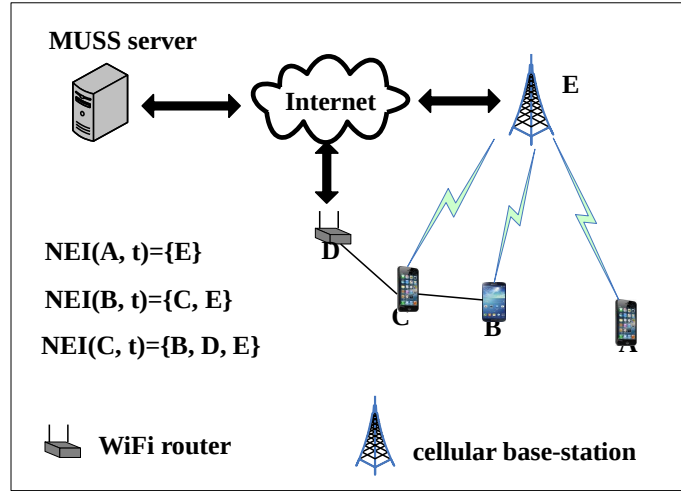 MUSS server
Internet
E
D
NEI(A, t)={E}
NEI(B, t)={C, E}
NEI(C, t)={B, D, E}
C
B
A
WiFi router
cellular base-station